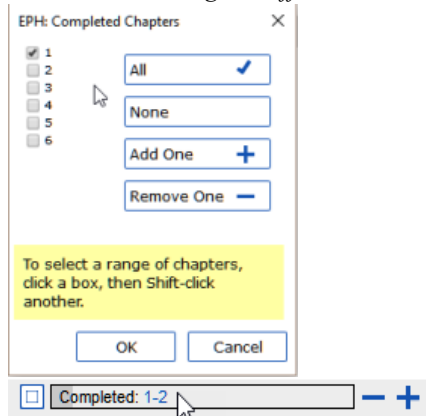 EPH: Completed Chapters
1
2
3
4
5
6
All
None
Add One
Remove One
To select a range of chapters,
click a box, then Shift-click
another.
OK Cancel
Completed: 1-2